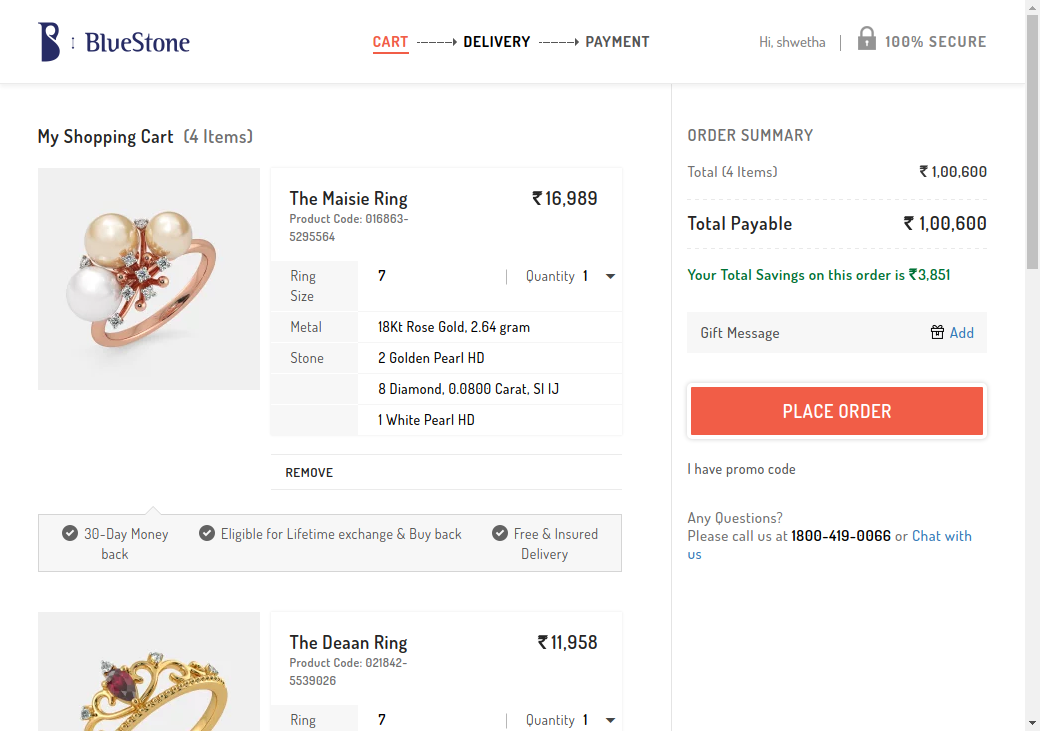 BlueStone
CART DELIVERY PAYMENT
Hi, shwetha
100% SECURE
My Shopping Cart (4 Items)
The Maisie Ring ₹16,989
Product Code: 016863-
5295564
Ring
Size
7
Quantity 1
Metal 18Kt Rose Gold, 2.64 gram
Stone 2 Golden Pearl HD
8 Diamond, 0.0800 Carat, SI IJ
1 White Pearl HD
REMOVE
30-Day Money
back
Eligible for Lifetime exchange & Buy back
Free & Insured
Delivery
The Deaan Ring ₹11,958
Product Code: 021842-
5539026
Ring 7 Quantity 1
ORDER SUMMARY
Total (4 Items) ₹1,00,600
Total Payable ₹1,00,600
Your Total Savings on this order is ₹3,851
Gift Message Add
PLACE ORDER
I have promo code
Any Questions?
Please call us at 1800-419-0066 or Chat with
us